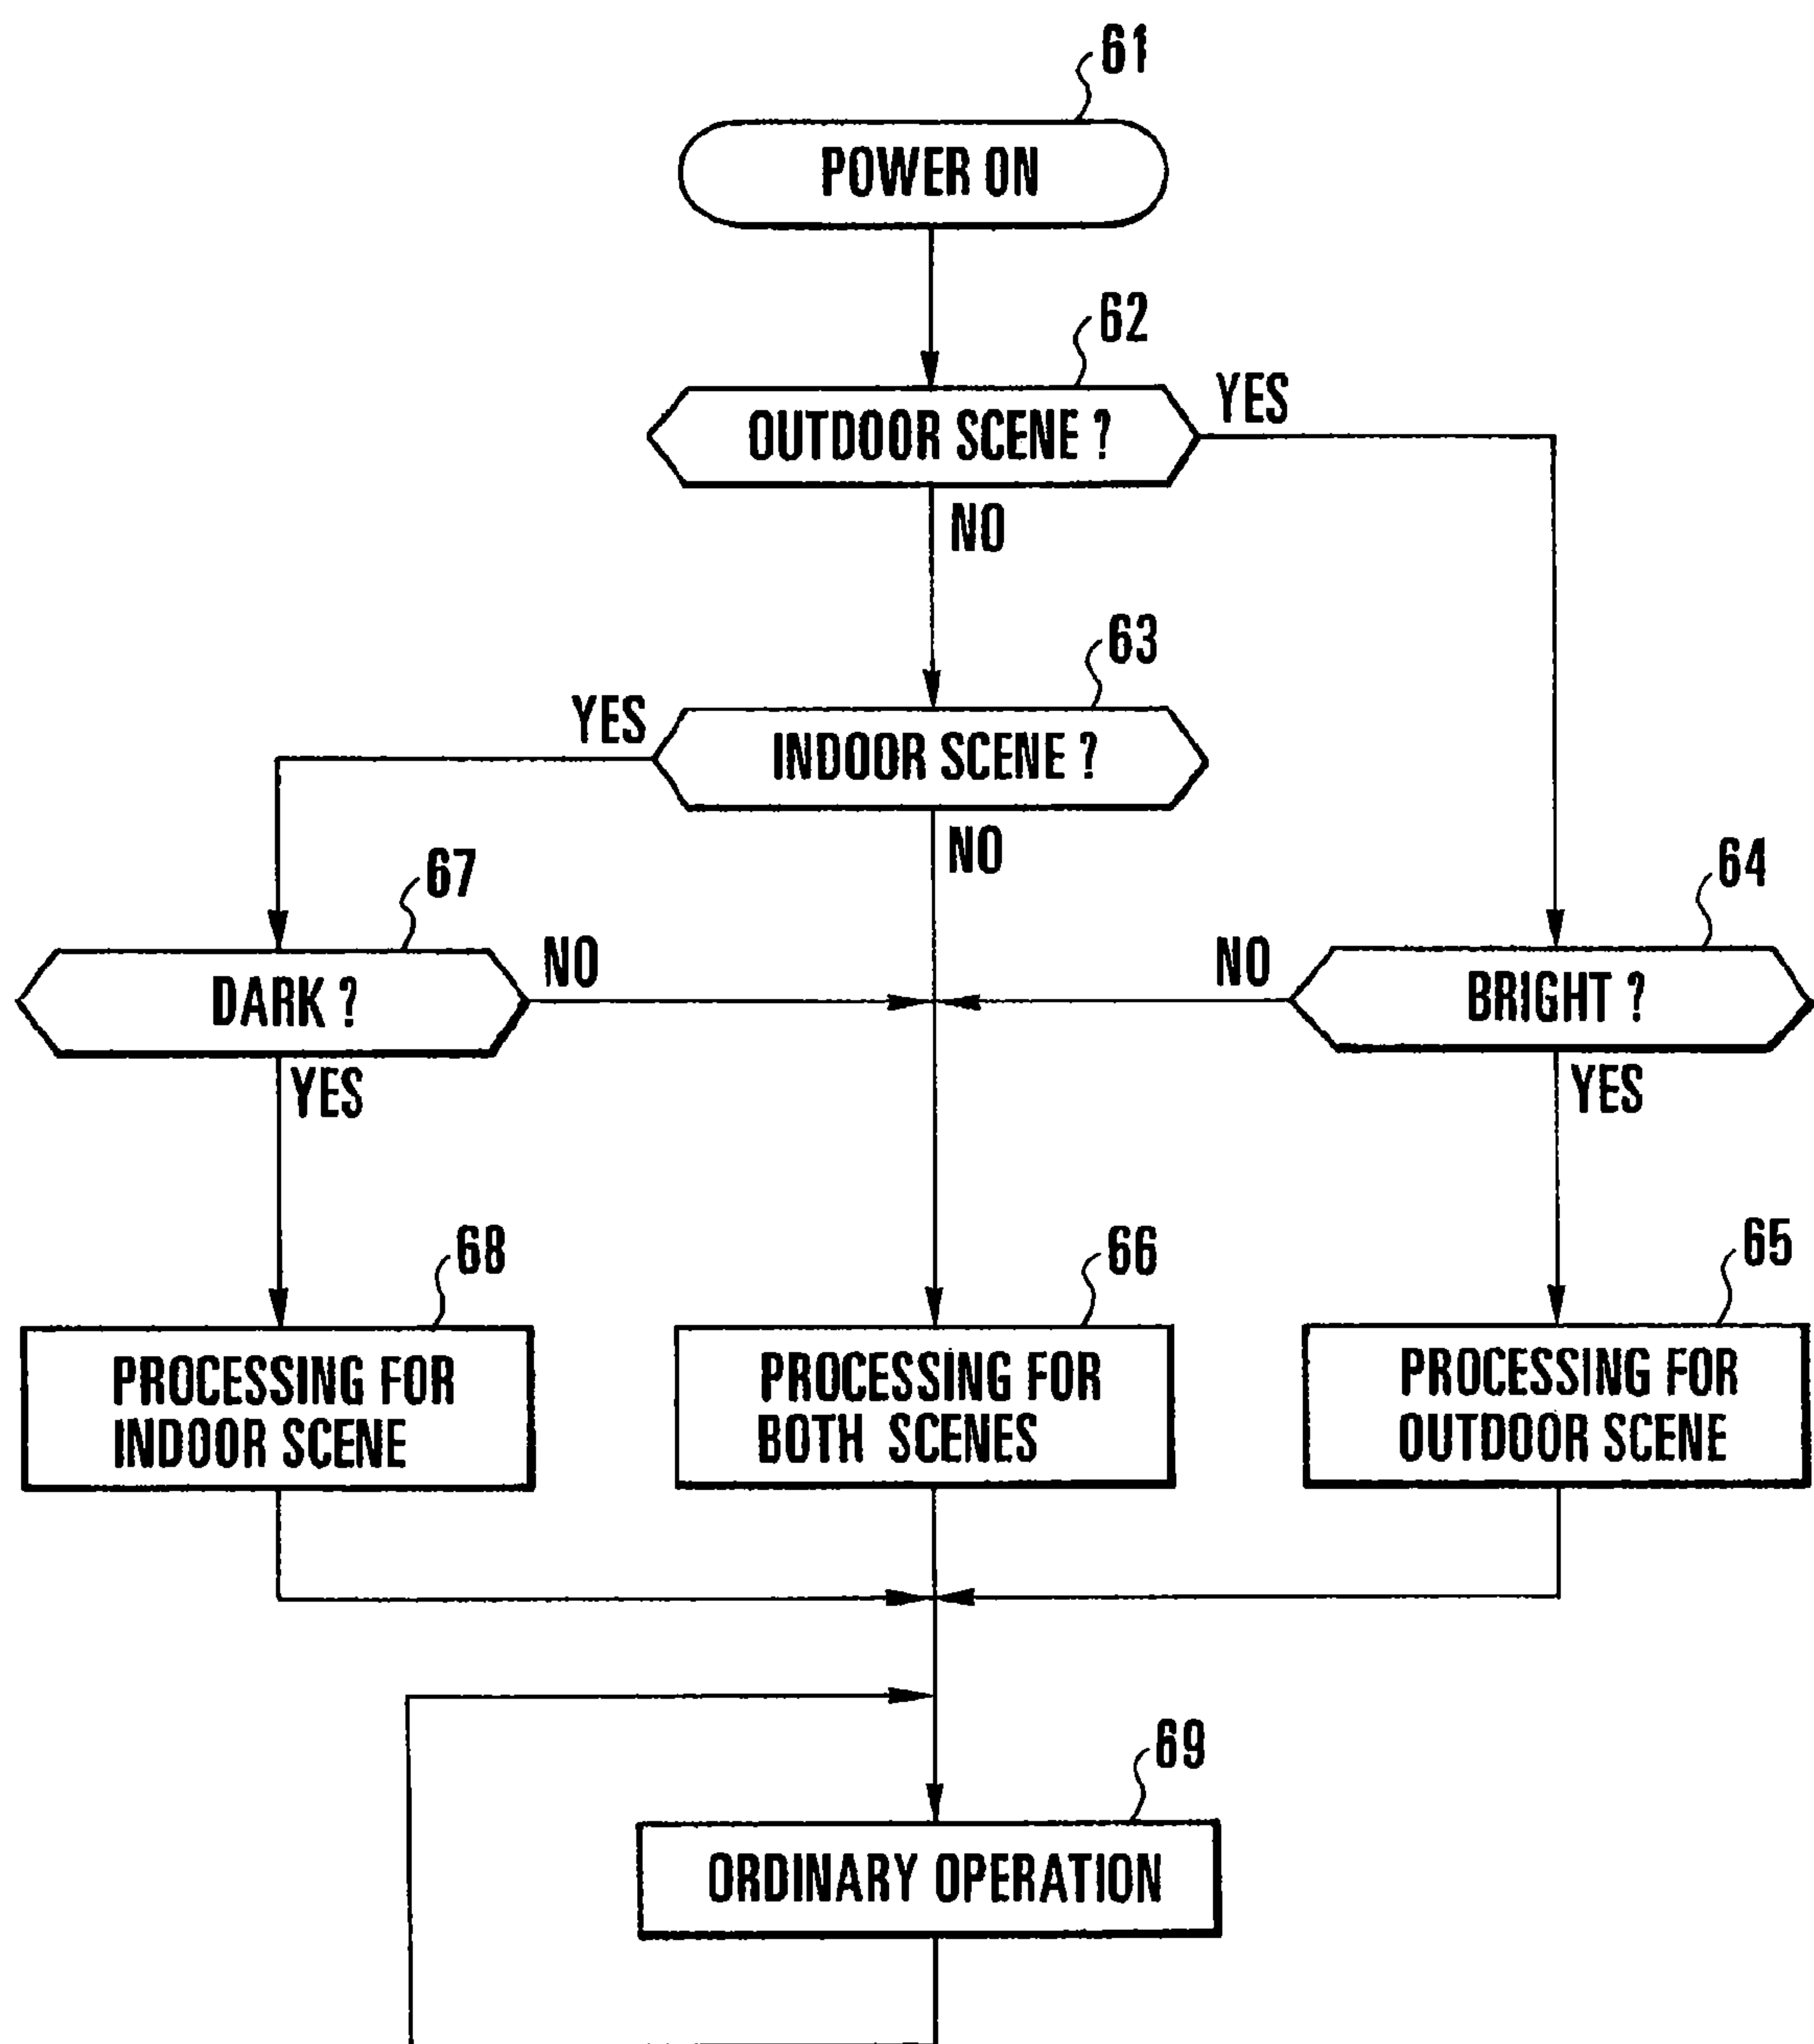 61
POWER ON
62
OUTDOOR SCENE ?
YES
NO
63
YES
INDOOR SCENE ?
NO
67
64
DARK ?
NO
NO
BRIGHT ?
YES
YES
68
66
65
PROCESSING FOR
INDOOR SCENE
PROCESSING FOR
BOTH SCENES
PROCESSING FOR
OUTDOOR SCENE
69
ORDINARY OPERATION